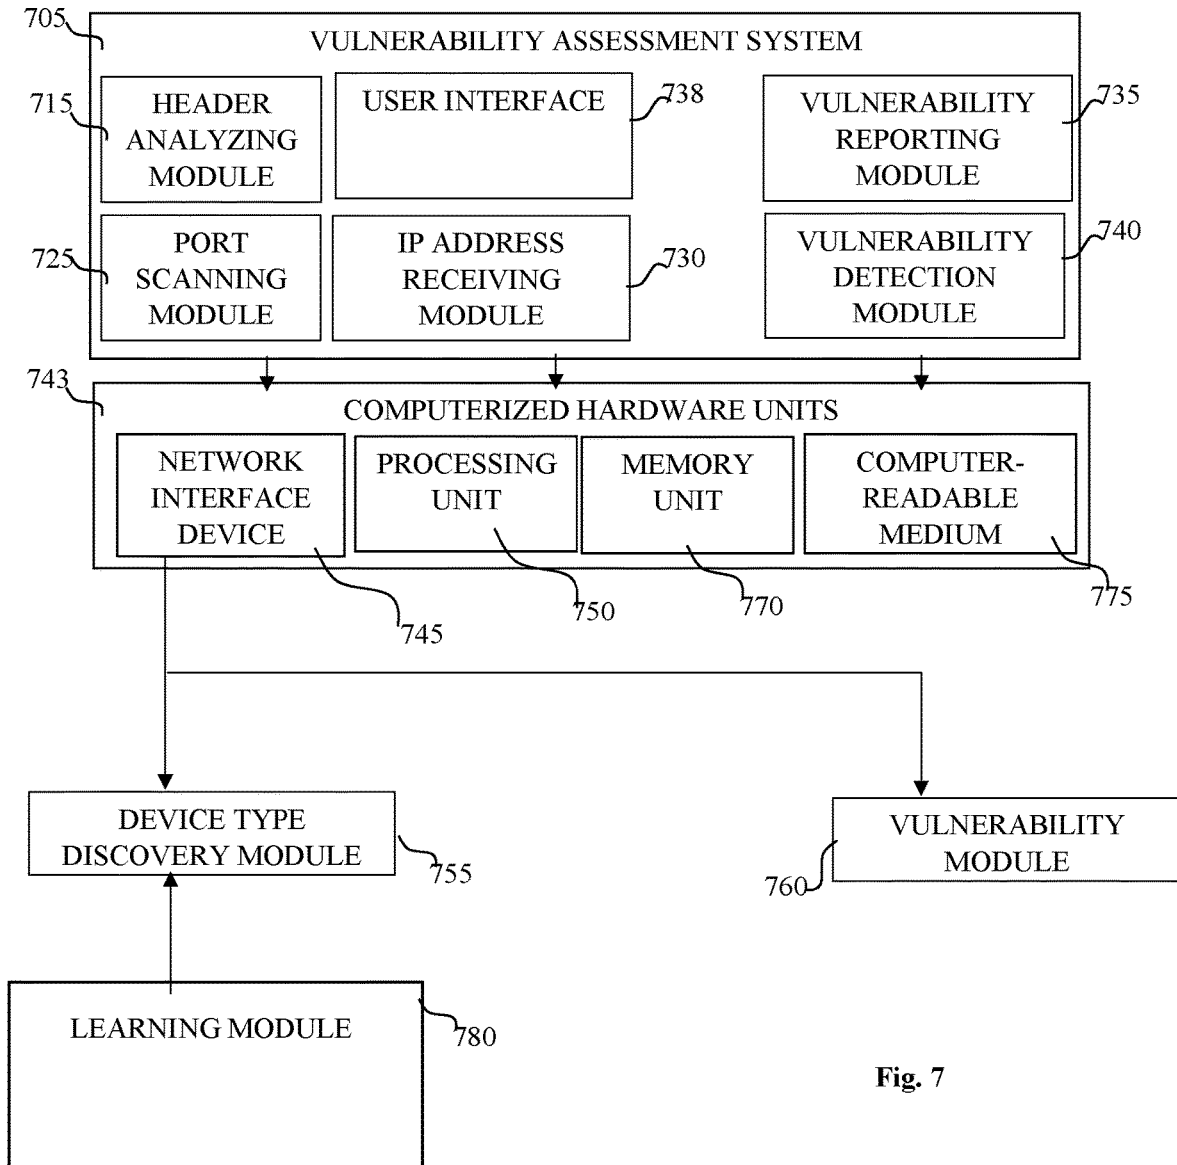 705
VULNERABILITY ASSESSMENT SYSTEM
715
HEADER
ANALYZING
MODULE
USER INTERFACE
738
VULNERABILITY
REPORTING
MODULE
735
725
PORT
SCANNING
MODULE
IP ADDRESS
RECEIVING
MODULE
730
VULNERABILITY
DETECTION
MODULE
740
743
COMPUTERIZED HARDWARE UNITS
NETWORK
INTERFACE
DEVICE
745
PROCESSING
UNIT
750
MEMORY
UNIT
770
COMPUTER-
READABLE
MEDIUM
775
DEVICE TYPE
DISCOVERY MODULE
755
VULNERABILITY
MODULE
760
LEARNING MODULE
780
Fig. 7